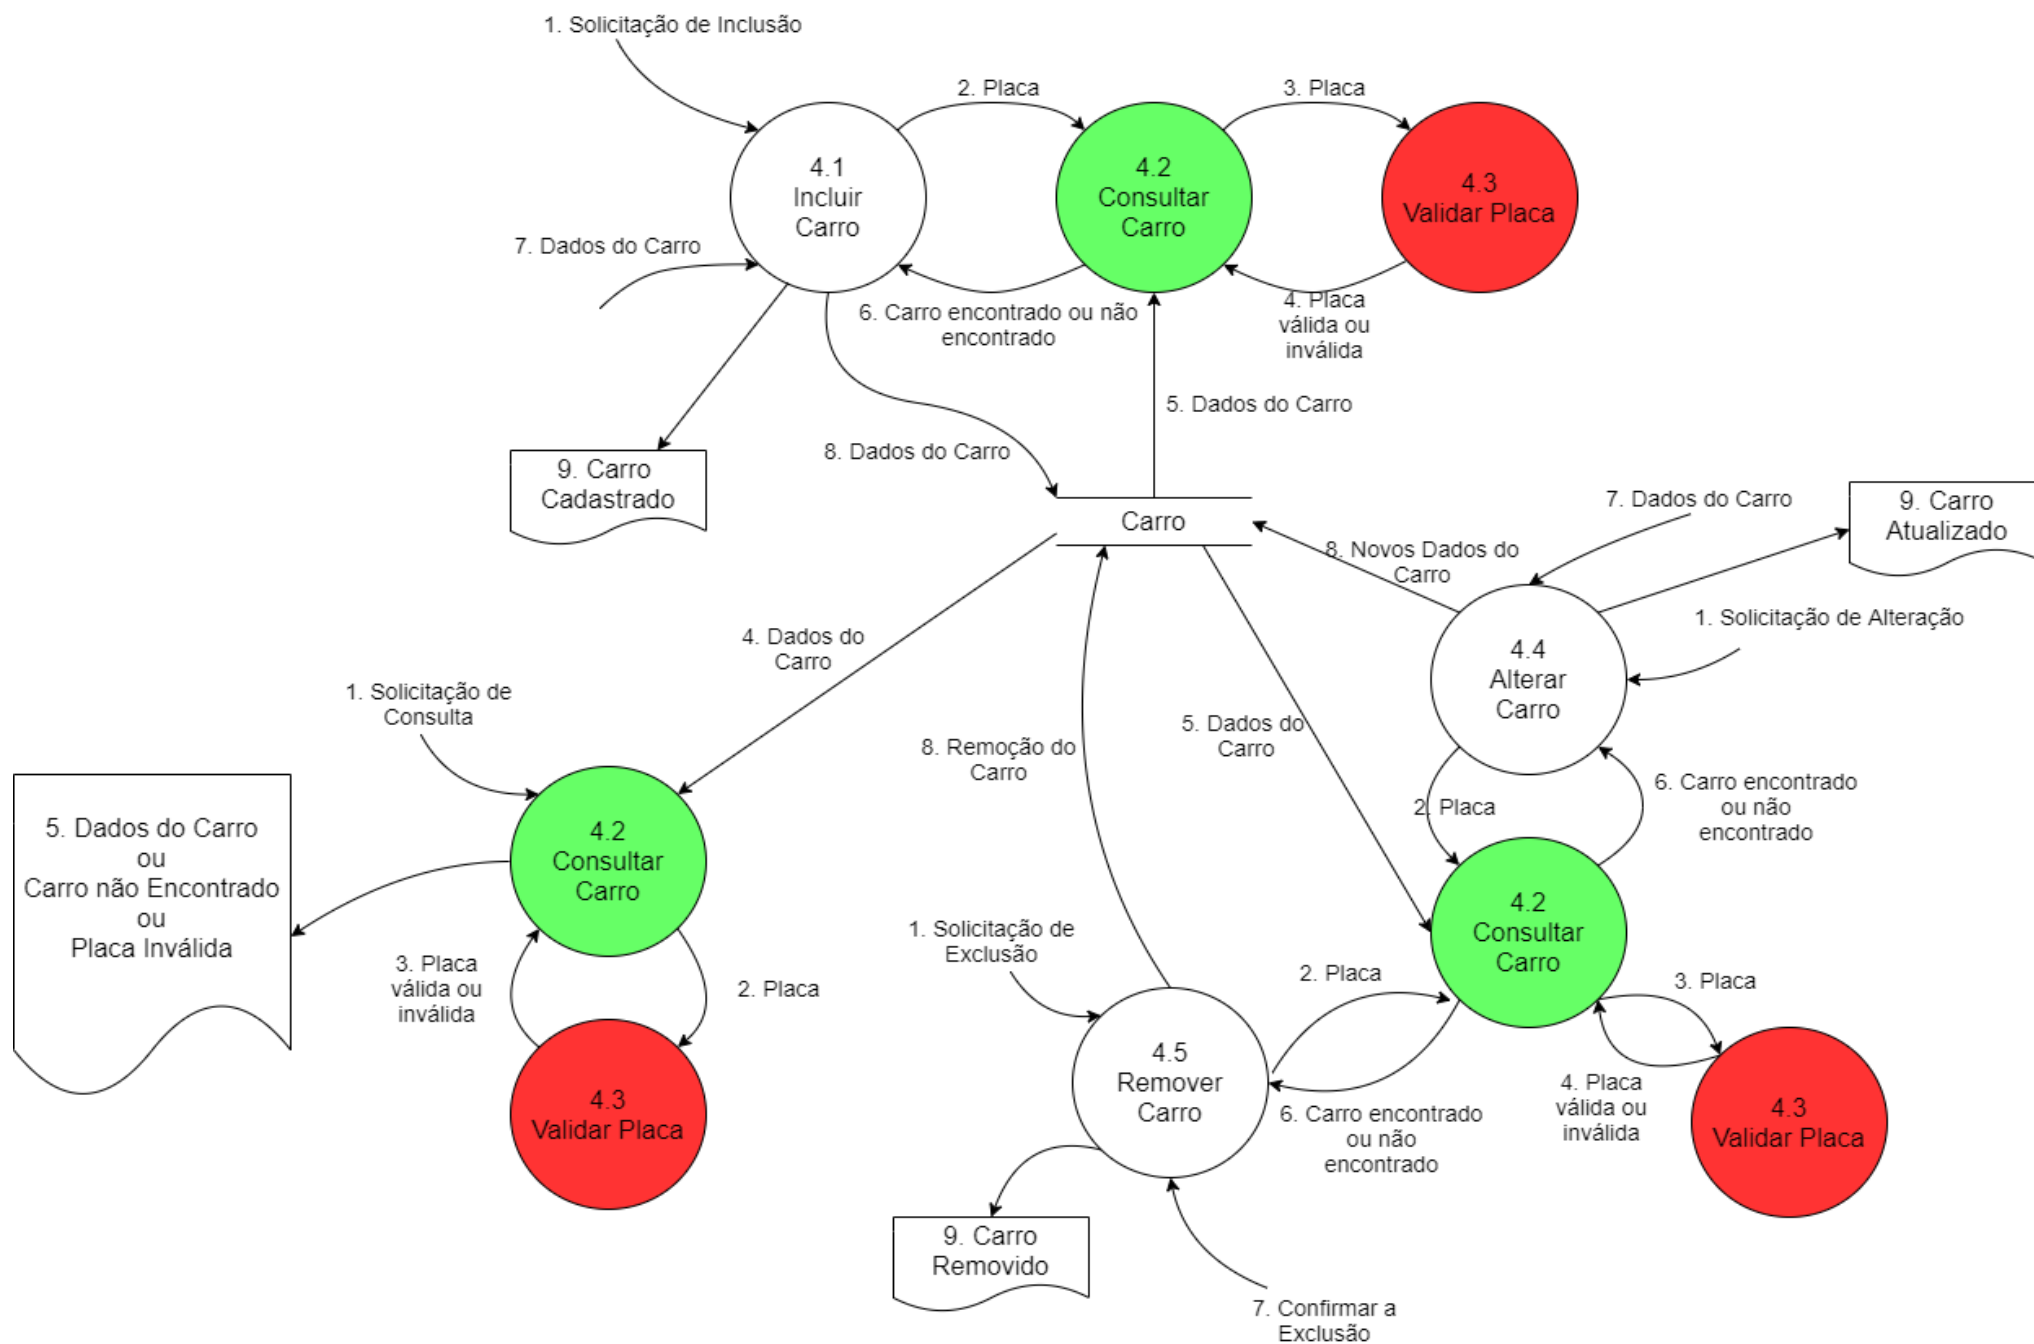 1. Solicitação de Inclusão
2. Placa
3. Placa
4.1
Incluir
Carro
4.2
Consultar
Carro
4.3
Validar Placa
7. Dados do Carro
6. Carro encontrado ou não
encontrado
4. Placa
válida ou
inválida
5. Dados do Carro
8. Dados do Carro
9. Carro
Cadastrado
Carro
7. Dados do Carro
9. Carro
Atualizado
8. Novos Dados do
Carro
1. Solicitação de Alteração
4.4
Alterar
Carro
4. Dados do
Carro
1. Solicitação de
Consulta
5. Dados do
Carro
8. Remoção do
Carro
6. Carro encontrado
ou não
encontrado
2. Placa
5. Dados do Carro
ou
Carro não Encontrado
ou
Placa Inválida
4.2
Consultar
Carro
4.2
Consultar
Carro
1. Solicitação de
Exclusão
3. Placa
válida ou
inválida
2. Placa
2. Placa
3. Placa
4.5
Remover
Carro
4.3
Validar Placa
6. Carro encontrado
ou não
encontrado
4. Placa
válida ou
inválida
4.3
Validar Placa
9. Carro
Removido
7. Confirmar a
Exclusão